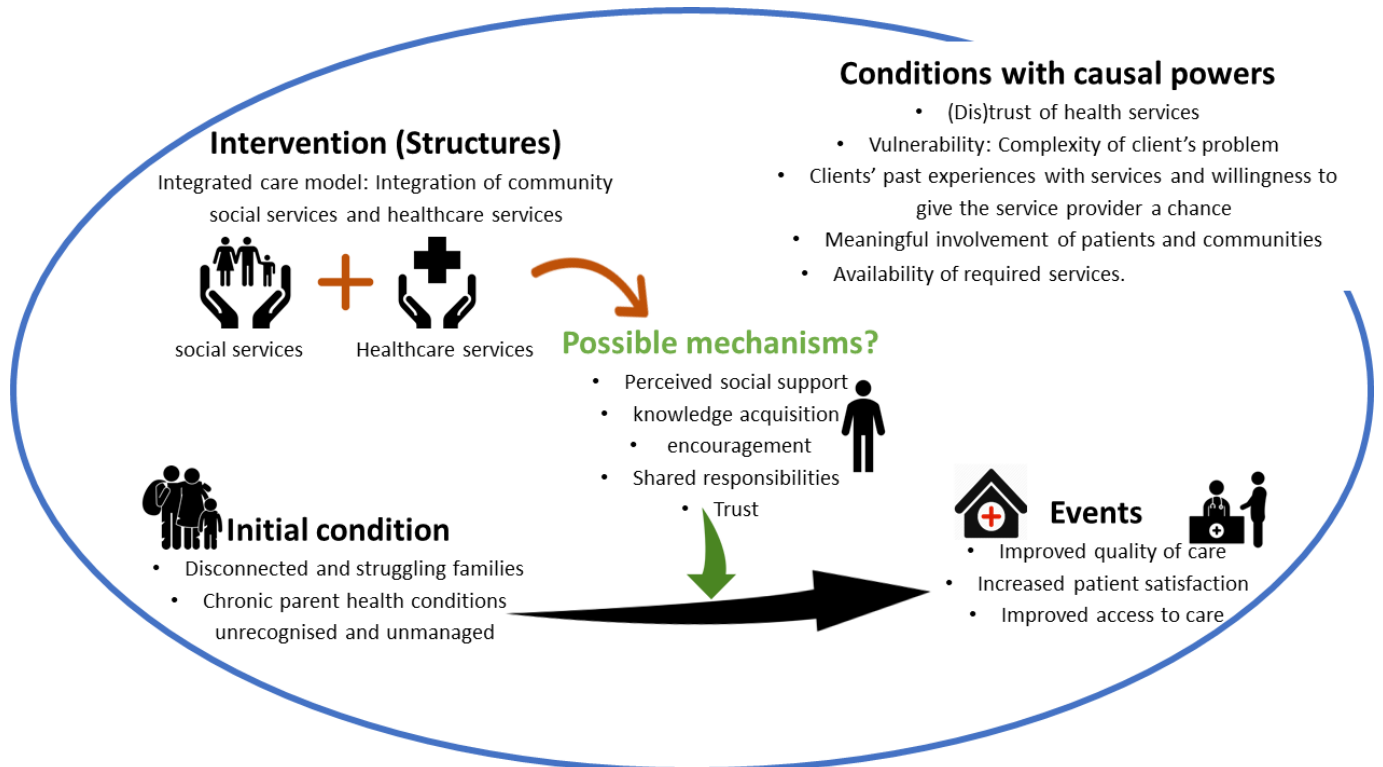 Conditions with causal powers
• (Dis)trust of health services
• Vulnerability: Complexity of client's problem
• Clients' past experiences with services and willingness to
give the service provider a chance
• Meaningful involvement of patients and communities
• Availability of required services.
Intervention (Structures)
Integrated care model: Integration of community
social services and healthcare services
social services
Healthcare services
Possible mechanisms?
• Perceived social support
• knowledge acquisition
• encouragement
• Shared responsibilities
• Trust
Initial condition
• Disconnected and struggling families
• Chronic parent health conditions
unrecognised and unmanaged
Events
• Improved quality of care
• Increased patient satisfaction
• Improved access to care